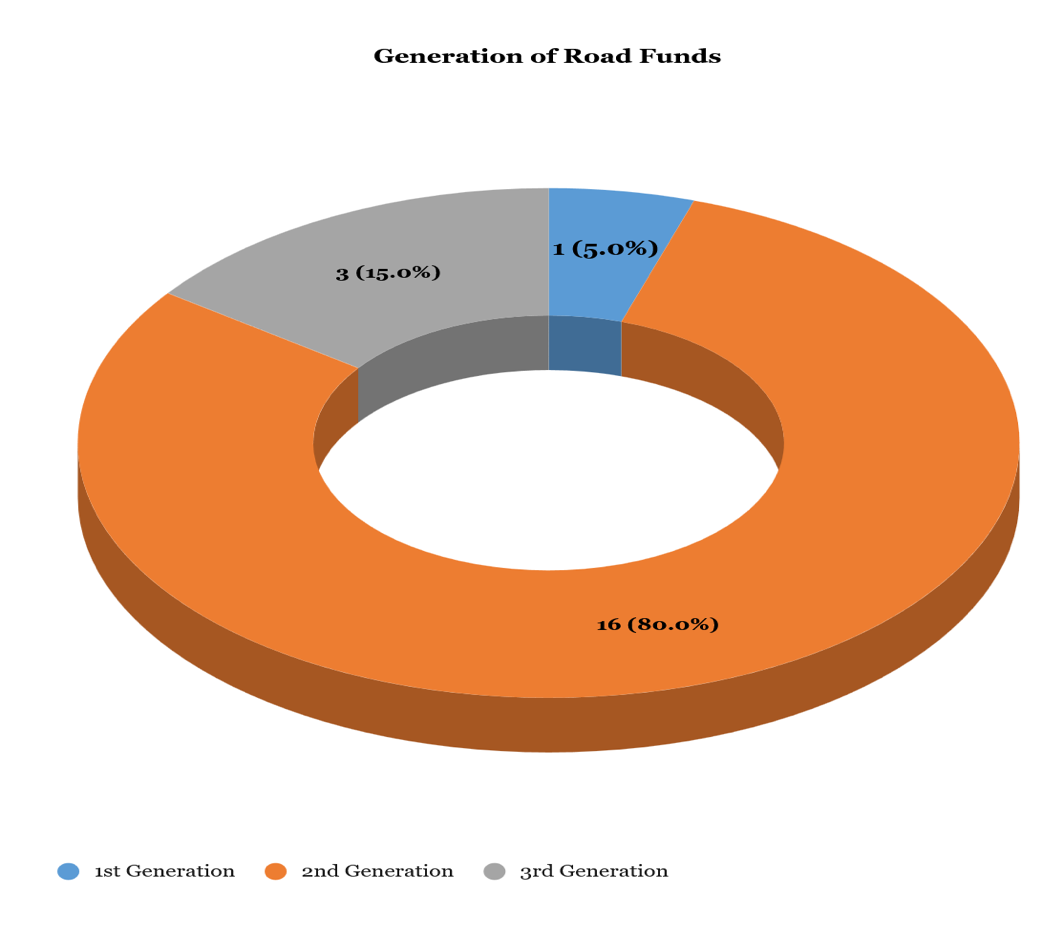 Generation of Road Funds
1 (5.0%)
3 (15.0%)
16 (80.0%)
1st Generation
2nd Generation
3rd Generation